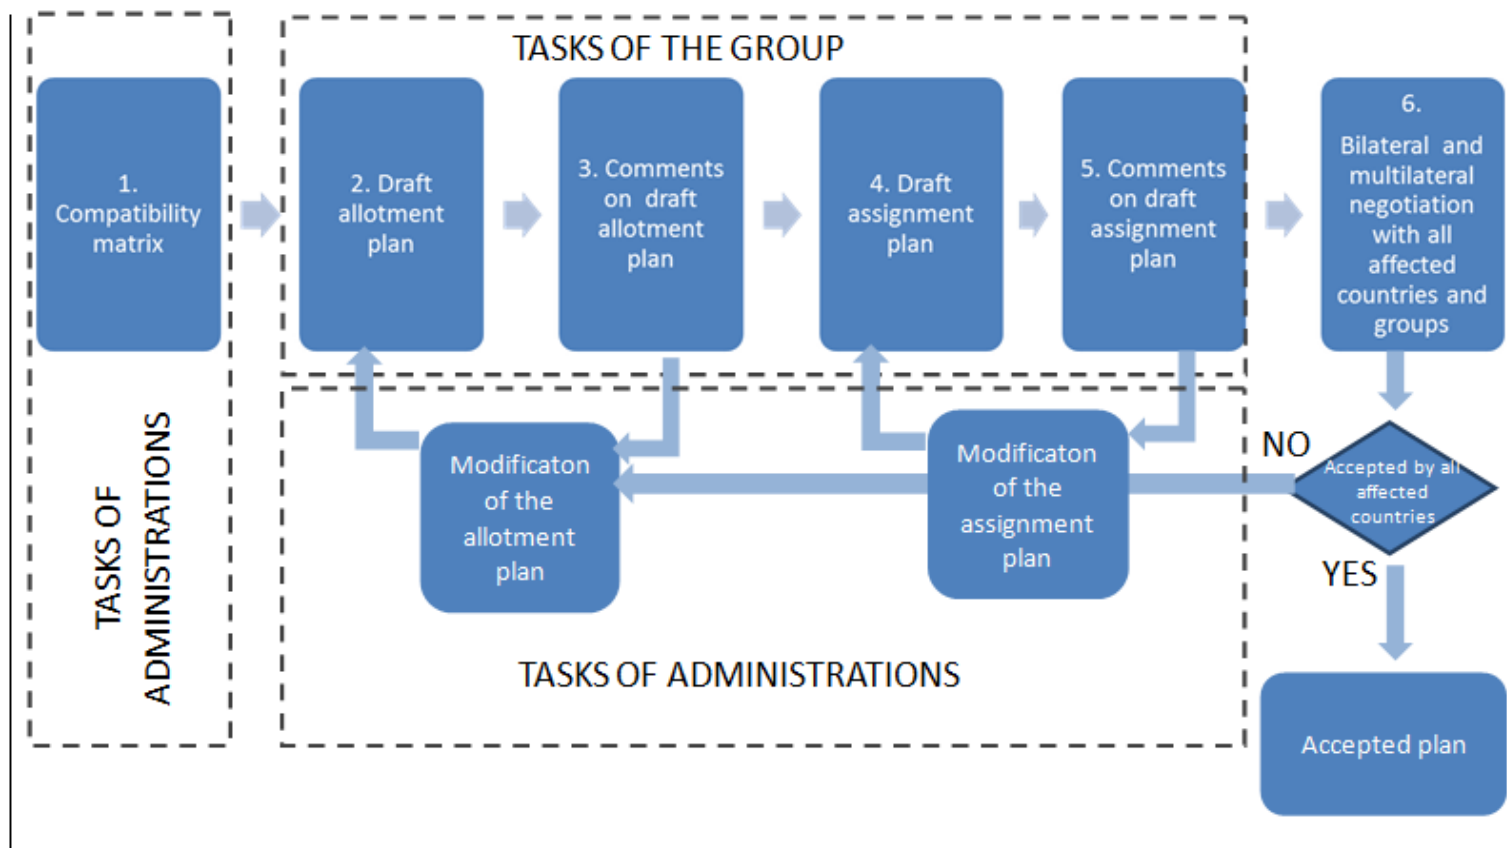 TASKS OF THE GROUP
1.
Compatibility
matrix
2. Draft
allotment
plan
3. Comments
on draft
allotment
plan
4. Draft
assignment
plan
5. Comments
on draft
assignment
plan
6.
Bilateral and
multilateral
negotiation
with all
affected
countries and
groups
TASKS OF
ADMINISTRATIONS
Modificaton
of the
allotment
plan
Modificaton
of the
assignment
plan
NO
Accepted by all
affected
countries
YES
TASKS OF ADMINISTRATIONS
Accepted plan